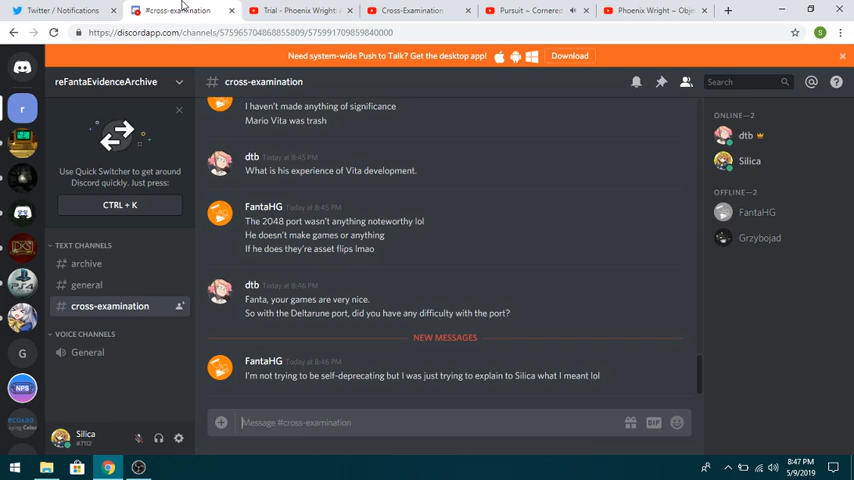 Twitter / Notifications
#cross-examination
Trial - Phoenix Wright
Cross-Examination
Pursuit ~ Cornered
Phoenix Wright ~ Obje
https://discordapp.com/channels/575965704868855809/575991709859840000
S
Need system-wide Push to Talk? Get the desktop app!
Download
reFantaEvidenceArchive
# cross-examination
Search
r
Use Quick Switcher to get around
Discord quickly. Just press:
CTRL + K
TEXT CHANNELS
# archive
# general
# cross-examination
VOICE CHANNELS
General
G
NPS
Silica
#7112
I haven't made anything of significance
Mario Vita was trash
dtb Today at 8:45 PM
What is his experience of Vita development.
FantaHG Today at 8:45 PM
The 2048 port wasn't anything noteworthy lol
He doesn't make games or anything
If he does they're asset flips lmao
dtb Today at 8:46 PM
Fanta, your games are very nice.
So with the Deltarune port, did you have any difficulty with the port?
NEW MESSAGES
FantaHG Today at 8:46 PM
I'm not trying to be self-deprecating but I was just trying to explain to Silica what I meant lol
Message #cross-examination
GIF
ONLINE—2
dtb
Silica
OFFLINE—2
FantaHG
Grzybojad
8:47 PM
5/9/2019